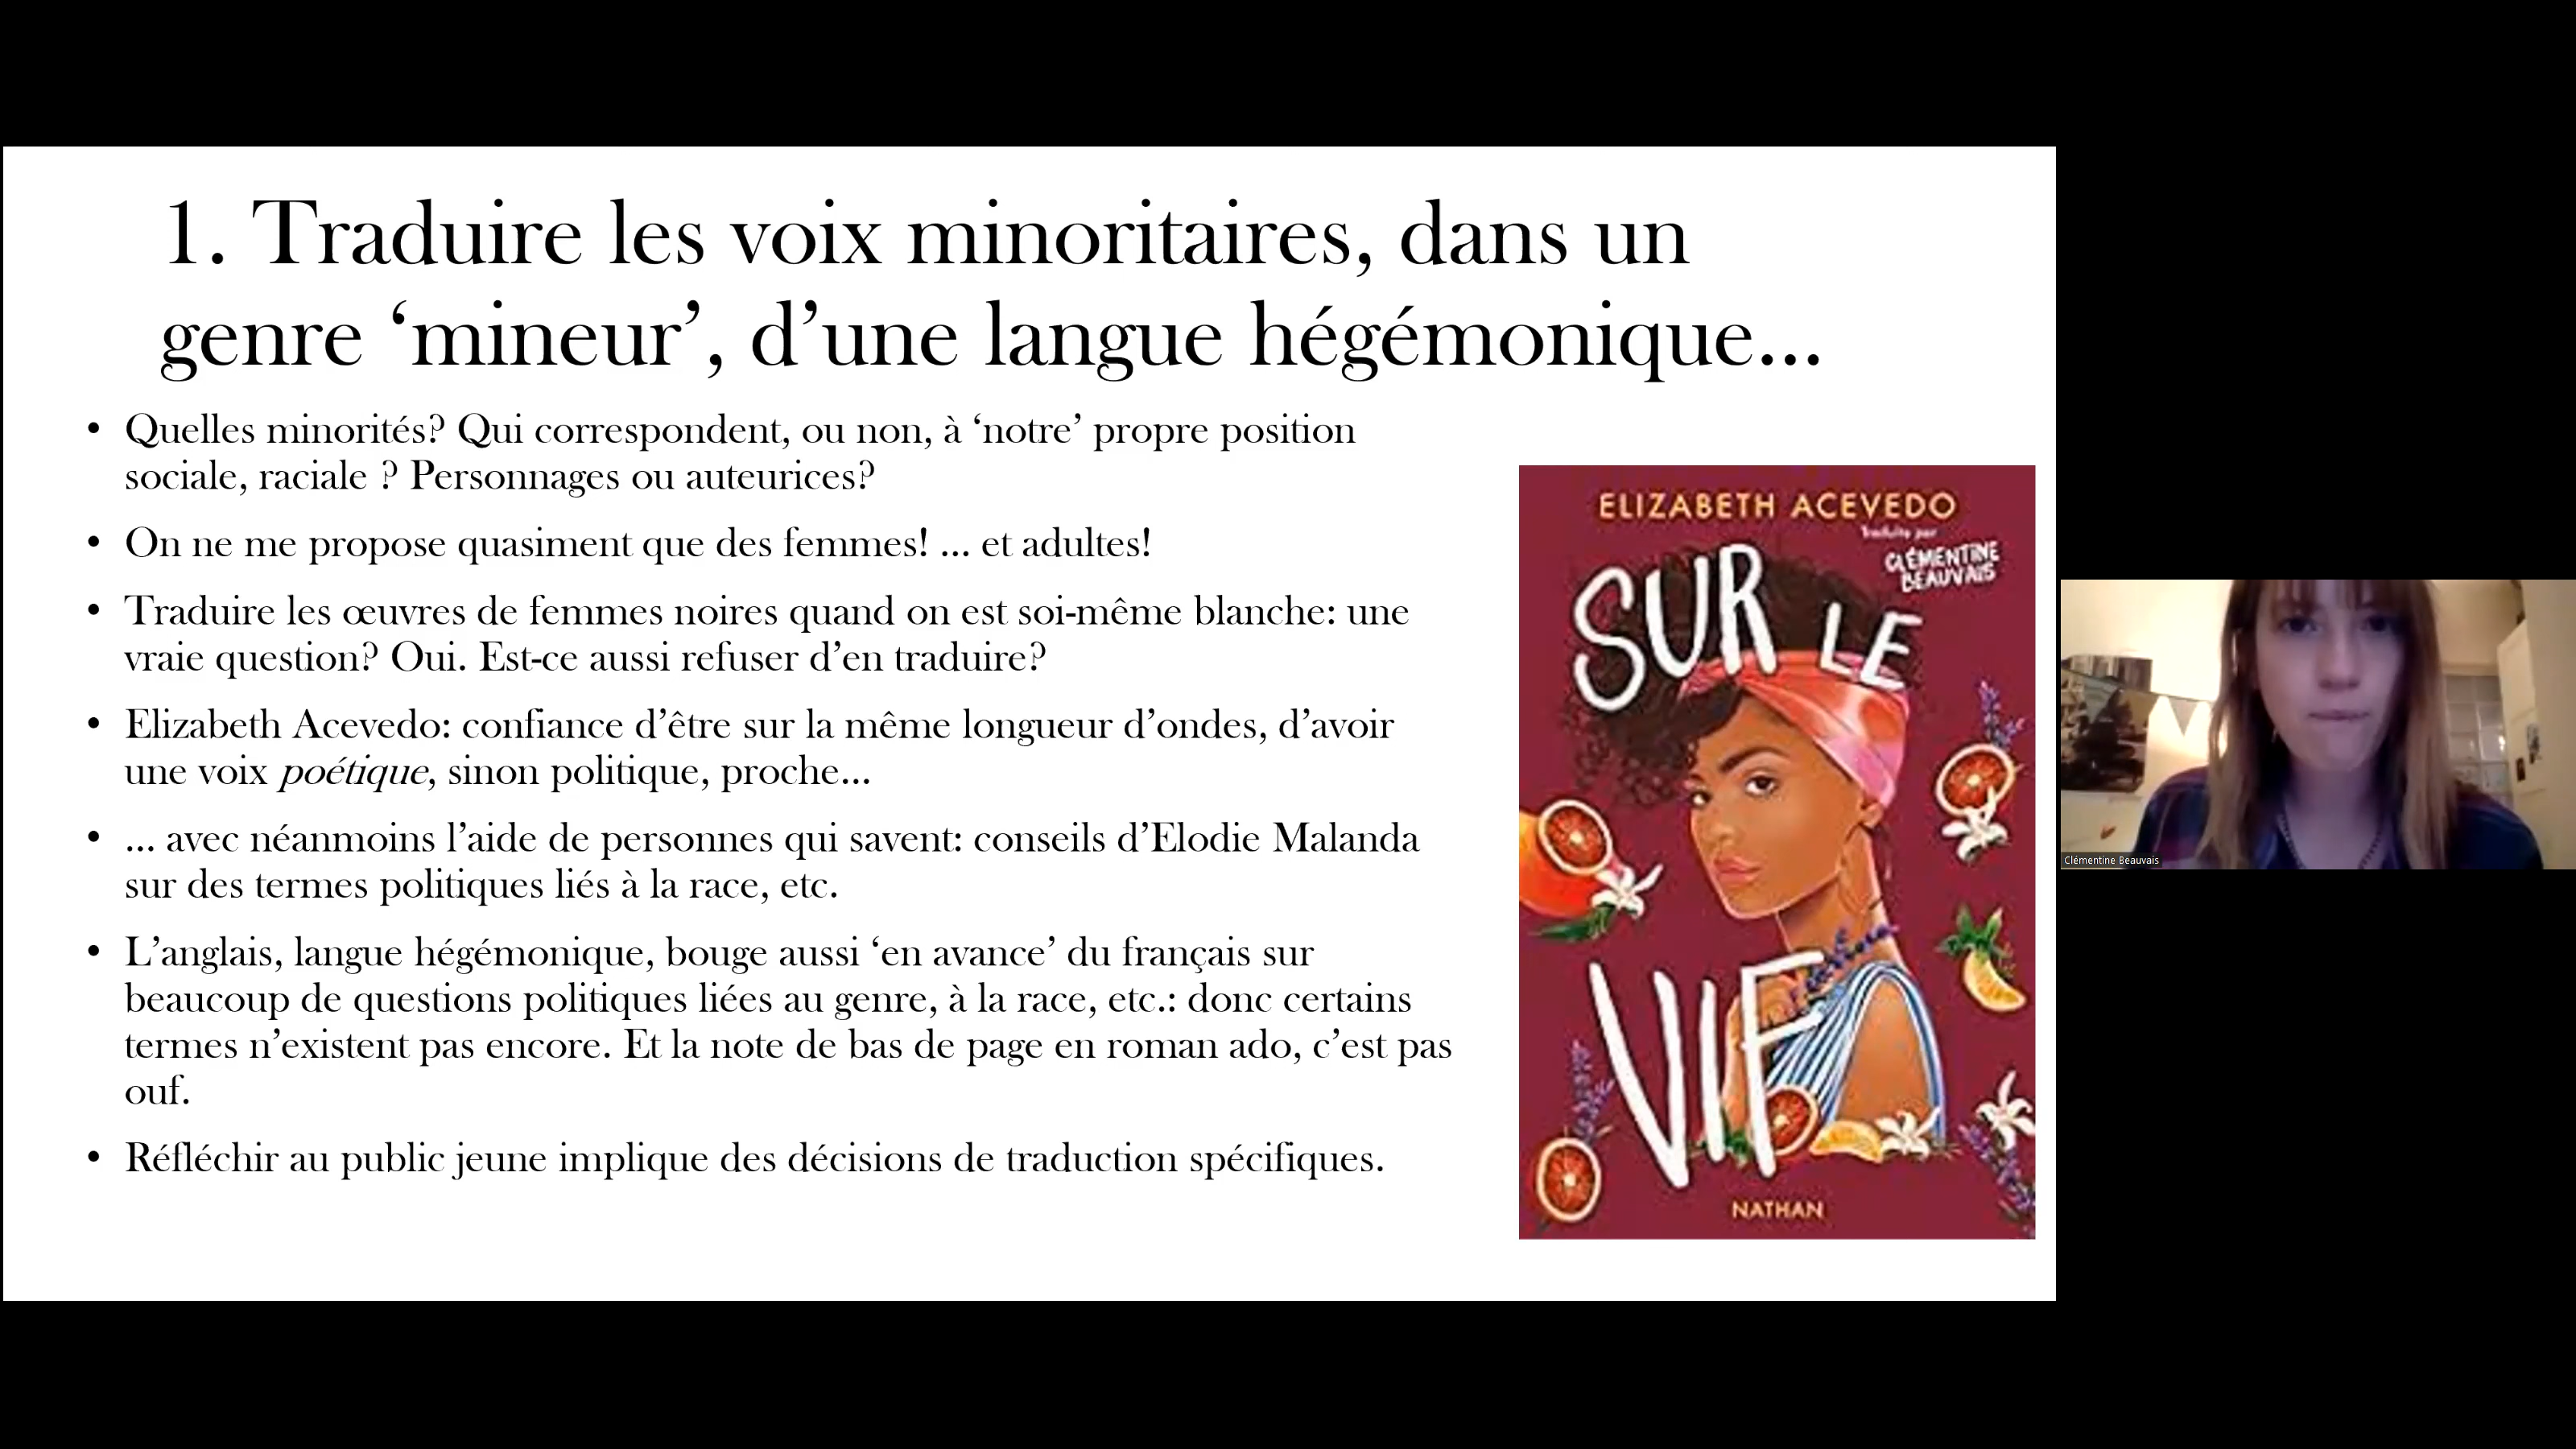 1. Traduire les voix minoritaires, dans un
genre ‘mineur’, d’une langue hégémonique…
• Quelles minorités? Qui correspondent, ou non, à ‘notre’ propre position
sociale, raciale ? Personnages ou auteurices?
• On ne me propose quasiment que des femmes! … et adultes!
• Traduire les œuvres de femmes noires quand on est soi-même blanche: une
vraie question? Oui. Est-ce aussi refuser d’en traduire?
• Elizabeth Acevedo: confiance d’être sur la même longueur d’ondes, d’avoir
une voix poétique, sinon politique, proche…
• … avec néanmoins l’aide de personnes qui savent: conseils d’Elodie Malanda
sur des termes politiques liés à la race, etc.
• L’anglais, langue hégémonique, bouge aussi ‘en avance’ du français sur
beaucoup de questions politiques liées au genre, à la race, etc.: donc certains
termes n’existent pas encore. Et la note de bas de page en roman ado, c’est pas
ouf.
• Réfléchir au public jeune implique des décisions de traduction spécifiques.
ELIZABETH ACEVEDO
Traduite par
CLÉMENTINE
BEAUVAIS
SUR LE
VIF
NATHAN
Clémentine Beauvais